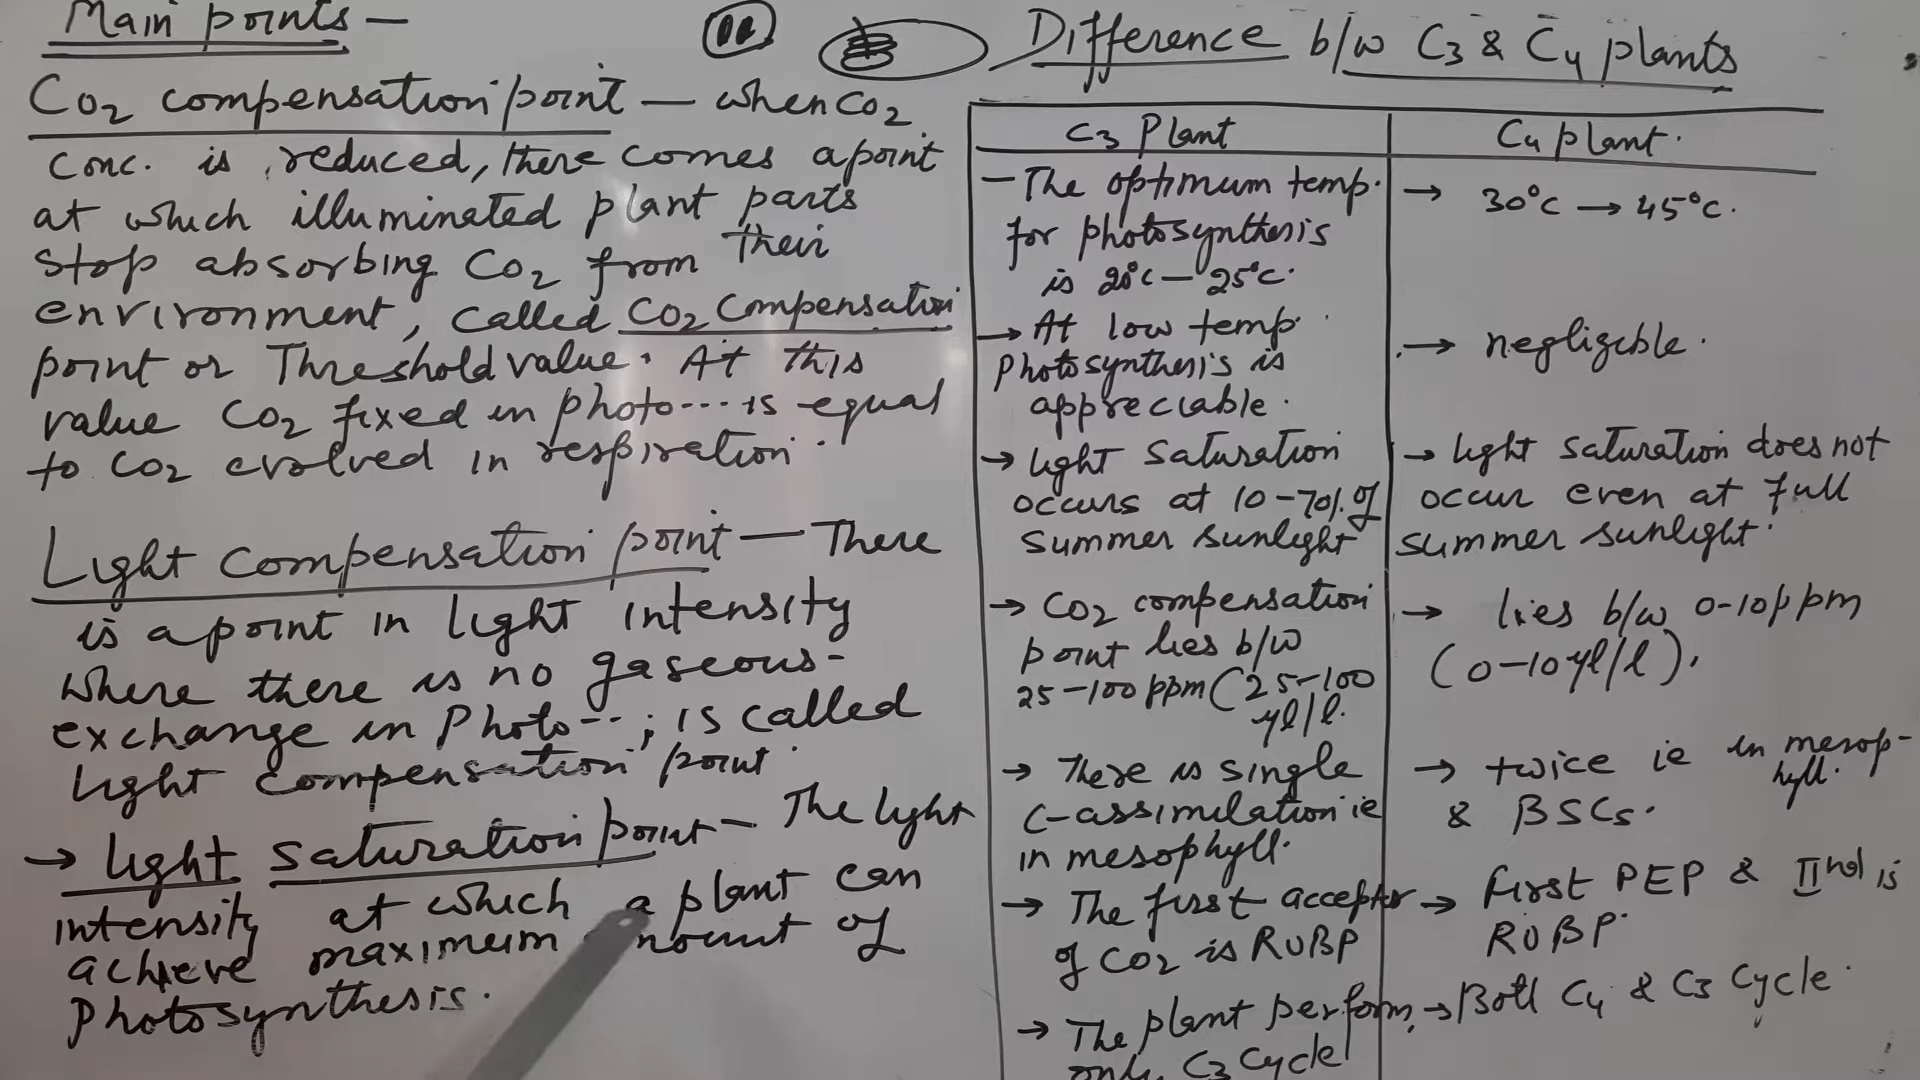 Main points —
CO2 compensation point — when CO2
conc. is reduced, there comes a point
at which illuminated plant parts
stop absorbing CO2 from their
environment, called CO2 Compensation
point or Threshold value. At this
value CO2 fixed in photo... is equal
to CO2 evolved in respiration.
Light compensation point — There
is a point in light intensity
where there is no gaseous-
exchange in Photo--; is called
light compensation point.
→ light saturation point - The light
intensity at which a plant can
achieve maximum of
Photosynthesis.
Difference b/w C3 & C4 plants
C3 Plant
- The optimum temp.
for photosynthesis
is 20°C — 25°C.
→ At low temp.
Photosynthesis is
appreciable.
→ light saturation
occurs at 10-70% of
summer sunlight
→ CO2 compensation
point lies b/w
25-100 ppm (25-100
μl/l.
→ There is single
C-assimilation ie
in mesophyll.
→ The first acceptor
of CO2 is RUBP
→ The plant perform
only C3 Cycle
C4 plant.
→ 30°C → 45°C.
→ negligible.
→ light saturation does not
occur even at full
summer sunlight.
→ lies b/w 0-10 ppm
(0-10 μl/l).
→ twice ie in mesop-
hyll.
& BSCs.
→ first PEP & IInd is
RUBP.
→ Both C4 & C3 Cycle.